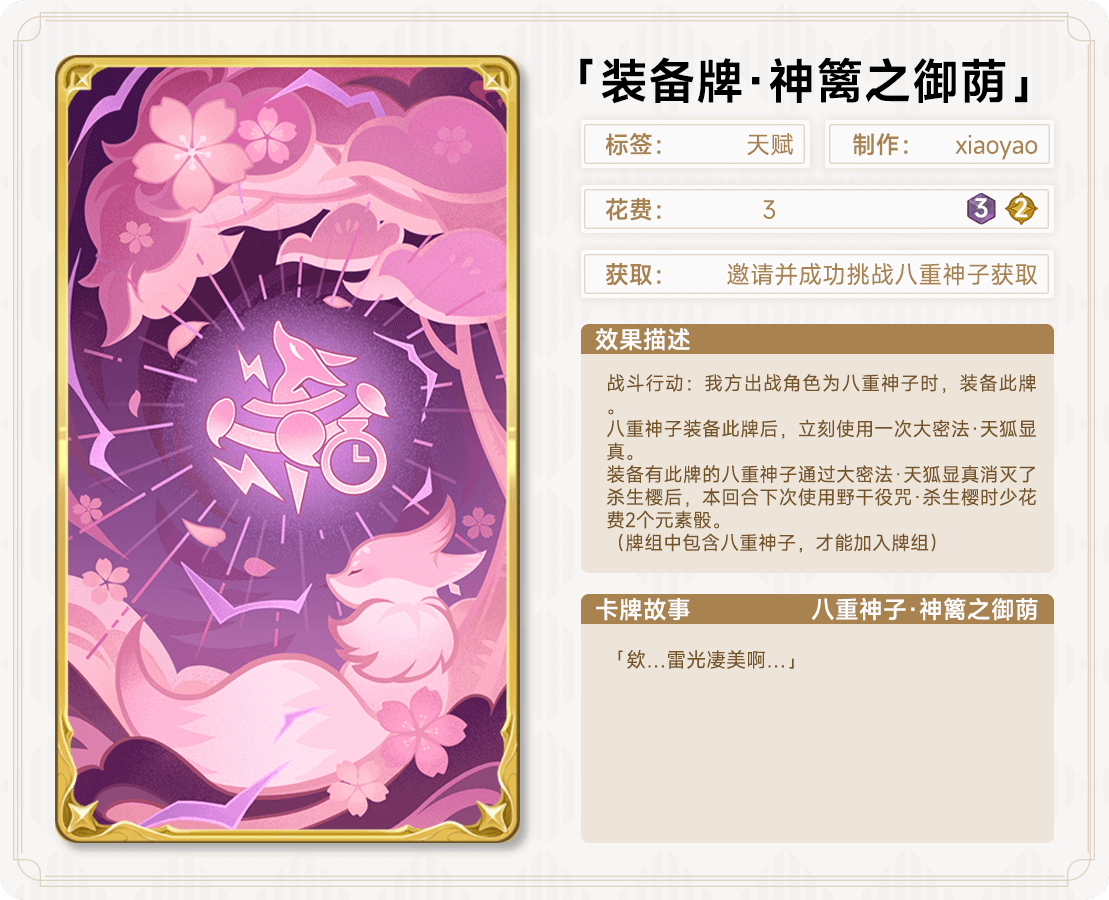 「装备牌·神篱之御荫」
标签： 天赋 制作： xiaoyao
花费： 3 3 2
获取： 邀请并成功挑战八重神子获取
效果描述
战斗行动：我方出战角色为八重神子时，装备此牌
。
八重神子装备此牌后，立刻使用一次大密法·天狐显
真。
装备有此牌的八重神子通过大密法·天狐显真消灭了
杀生樱后，本回合下次使用野干役咒·杀生樱时少花
费2个元素骰。
（牌组中包含八重神子，才能加入牌组）
卡牌故事 八重神子·神篱之御荫
「欸...雷光凄美啊...」